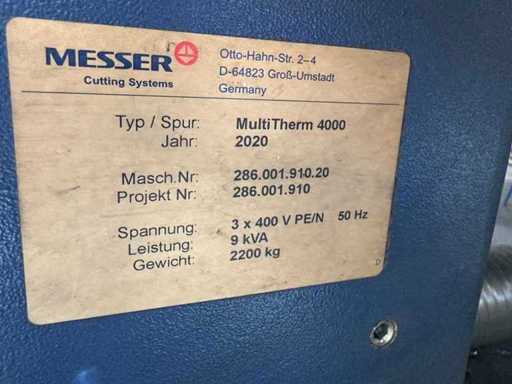 MESSER
Cutting Systems
Otto-Hahn-Str. 2-4
D-64823 Groß-Umstadt
Germany
Typ / Spur: MultiTherm 4000
Jahr: 2020
Masch.Nr: 286.001.910.20
Projekt Nr: 286.001.910
Spannung: 3 x 400 V PE/N 50 Hz
Leistung: 9 kVA
Gewicht: 2200 kg
D